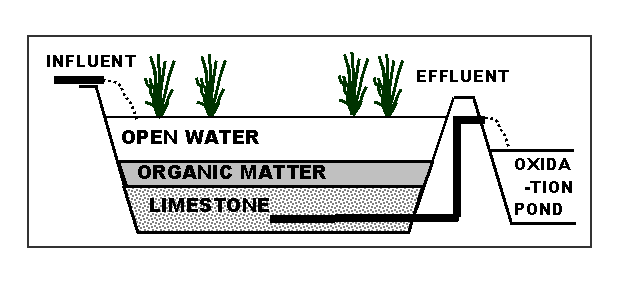 INFLUENT
EFFLUENT
OPEN WATER
ORGANIC MATTER
LIMESTONE
OXIDA
-TION
POND